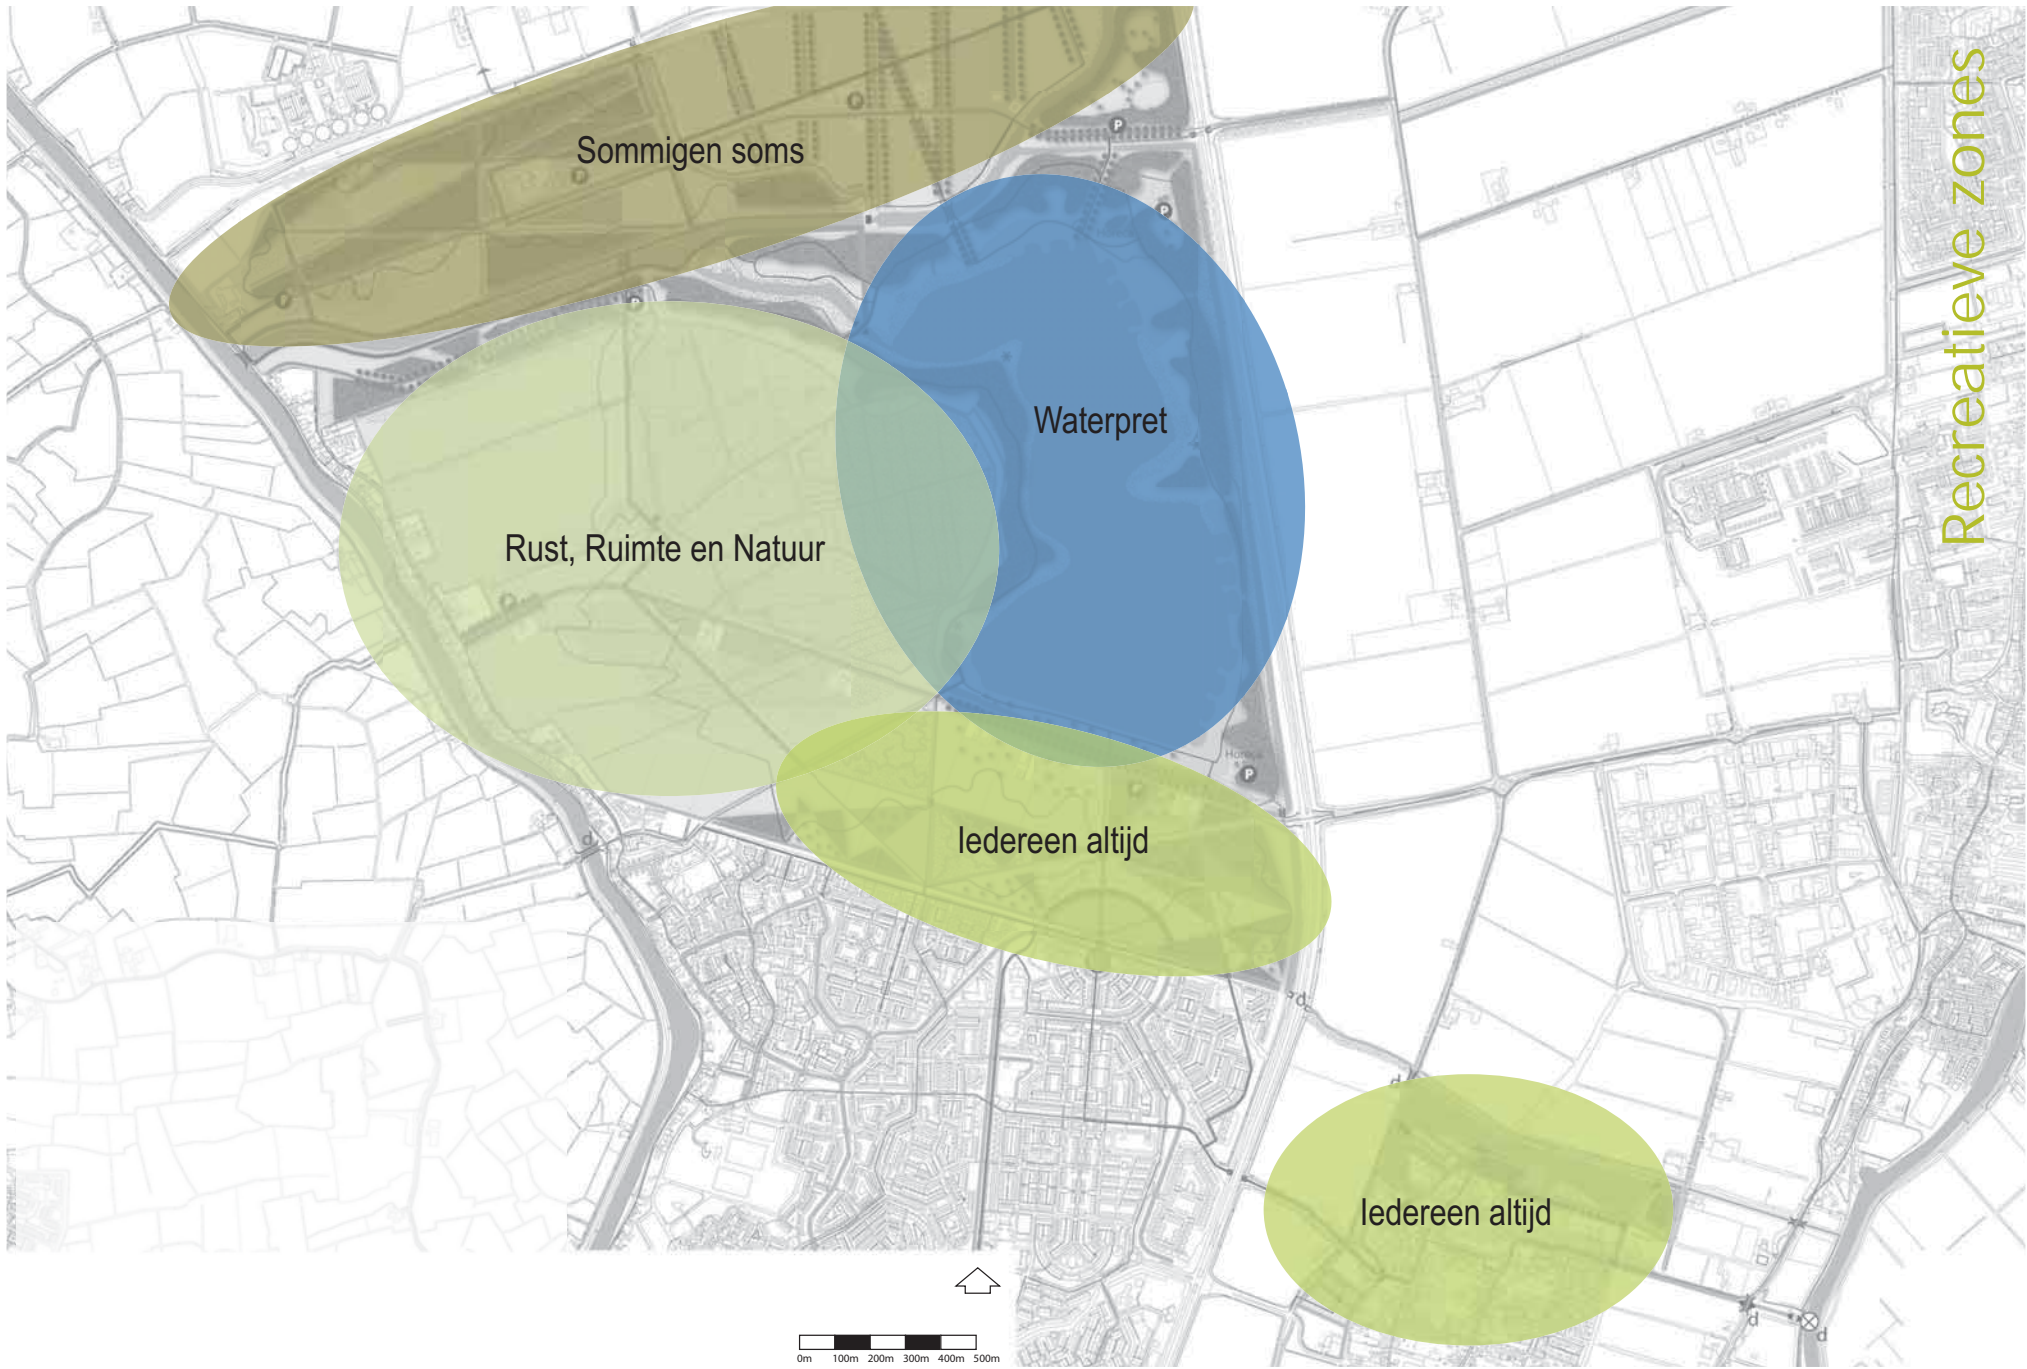 Recreatieve zones
P
P
Sommigen soms
P
P
P
P
Waterpret
Rust, Ruimte en Natuur
P
Horeca
P
P
Iedereen altijd
d
d
d
Iedereen altijd
d
d
0m 100m 200m 300m 400m 500m